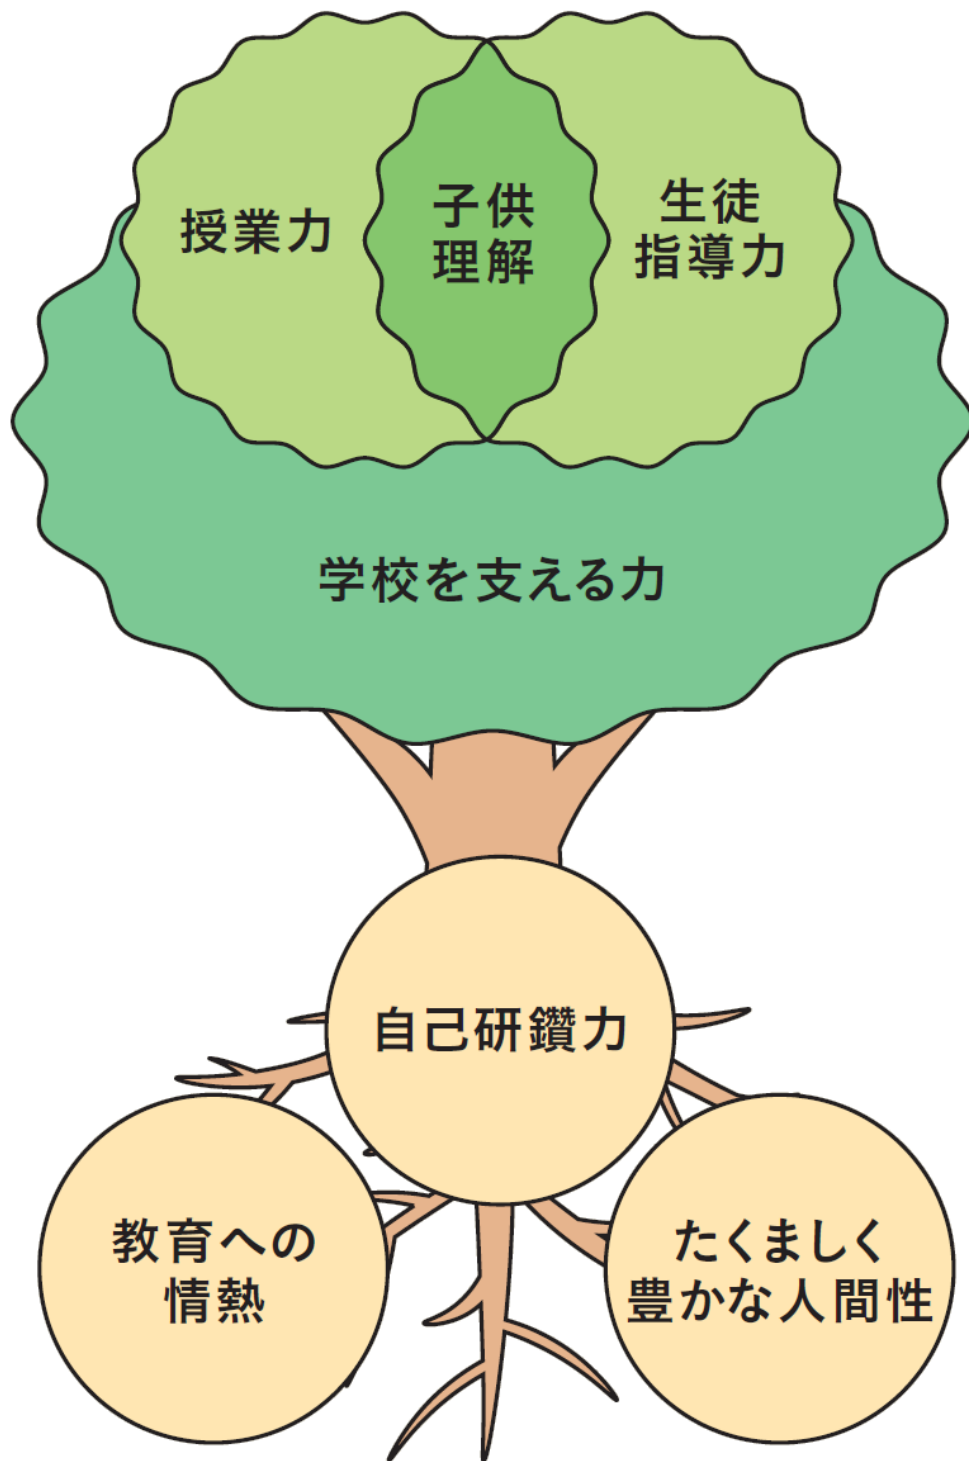 授業力
子供
理解
生徒
指導力
学校を支える力
自己研鑽力
教育への
情熱
たくましく
豊かな人間性